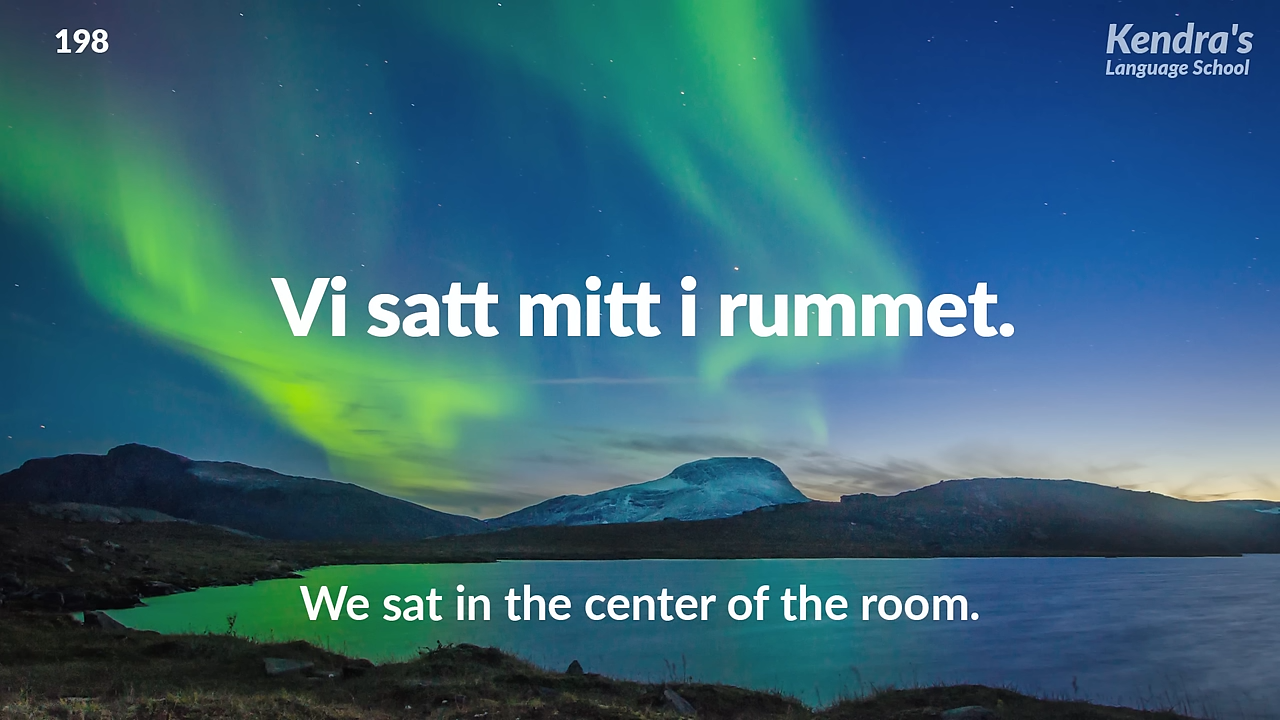 198
Kendra's
Language School
Vi satt mitt i rummet.
We sat in the center of the room.